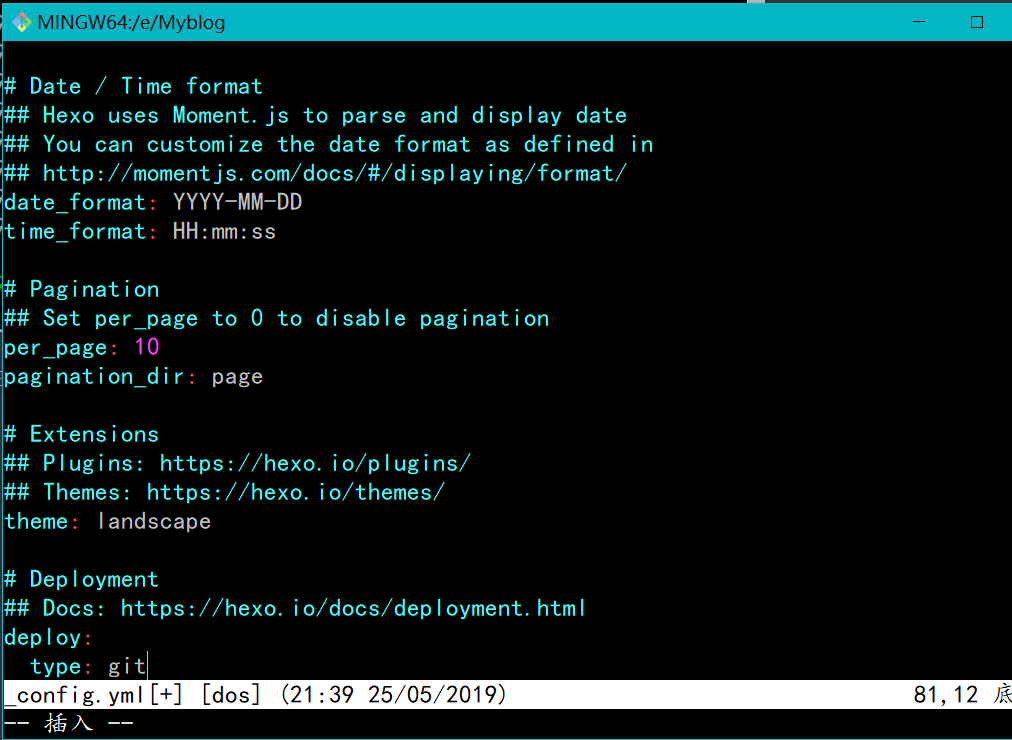 MINGW64:/e/Myblog
# Date / Time format
## Hexo uses Moment.js to parse and display date
## You can customize the date format as defined in
## http://momentjs.com/docs/#/displaying/format/
date_format: YYYY-MM-DD
time_format: HH:mm:ss
# Pagination
## Set per_page to 0 to disable pagination
per_page: 10
pagination_dir: page
# Extensions
## Plugins: https://hexo.io/plugins/
## Themes: https://hexo.io/themes/
theme: landscape
# Deployment
## Docs: https://hexo.io/docs/deployment.html
deploy:
  type: git
_config.yml[+] [dos] (21:39 25/05/2019) 81,12 底
-- 插入 --